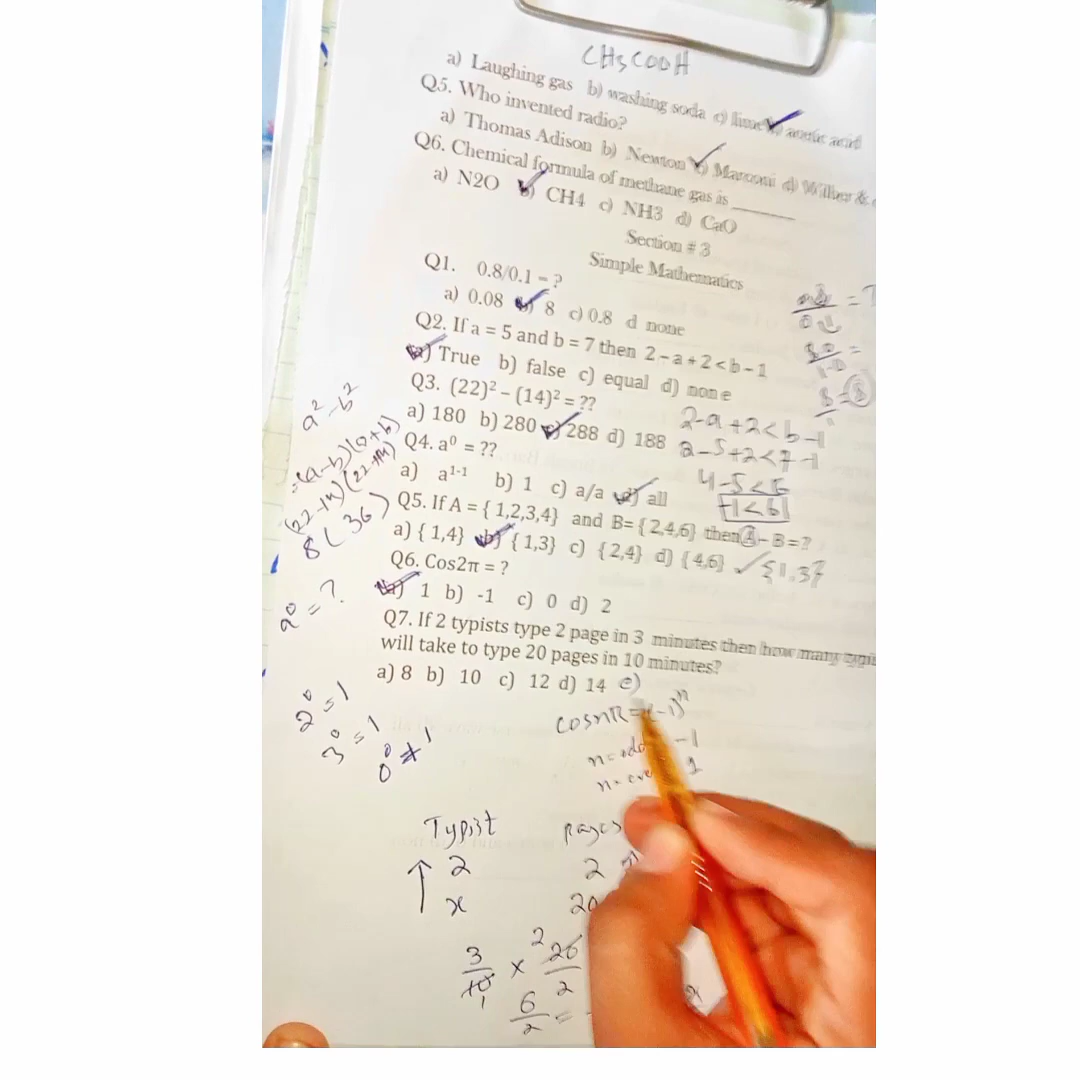 CH3COOH
a) Laughing gas b) washing soda c) lime acetic acid
Q5. Who invented radio?
a) Thomas Adison b) Newton c) Marconi d) Wilber &
Q6. Chemical formula of methane gas is ______
a) N2O b) CH4 c) NH3 d) CaO
Section # 3
Simple Mathematics
Q1. 0.8/0.1 = ?
a) 0.08 b) 8 c) 0.8 d none
Q2. If a = 5 and b = 7 then 2 - a + 2 < b - 1
a) True b) false c) equal d) none
Q3. (22)² - (14)² = ??
a) 180 b) 280 c) 288 d) 188
Q4. a⁰ = ??
a) a¹⁻¹ b) 1 c) a/a d) all
Q5. If A = { 1,2,3,4} and B= { 2,4,6} then A - B = ?
a) { 1,4} b) { 1,3} c) { 2,4} d) { 4,6} ✓ {1,3}
Q6. Cos2π = ?
a) 1 b) -1 c) 0 d) 2
Q7. If 2 typists type 2 page in 3 minutes then how many typi
will take to type 20 pages in 10 minutes?
a) 8 b) 10 c) 12 d) 14 e)
2-a+2<b-1
2-5+2<7-1
4-5<6
-1<6
a²-b²
=(a-b)(a+b)
(22-14)(22+14)
8(36)
a⁰ = ?
2⁰ = 1
3⁰ = 1
0⁰ ≠ 1
cosnπ=(-1)ⁿ
n = odd -1
n = even 1
Typist pages
↑ 2 2 ↑
x 20
3/10 × 20/2
6/2 =
x